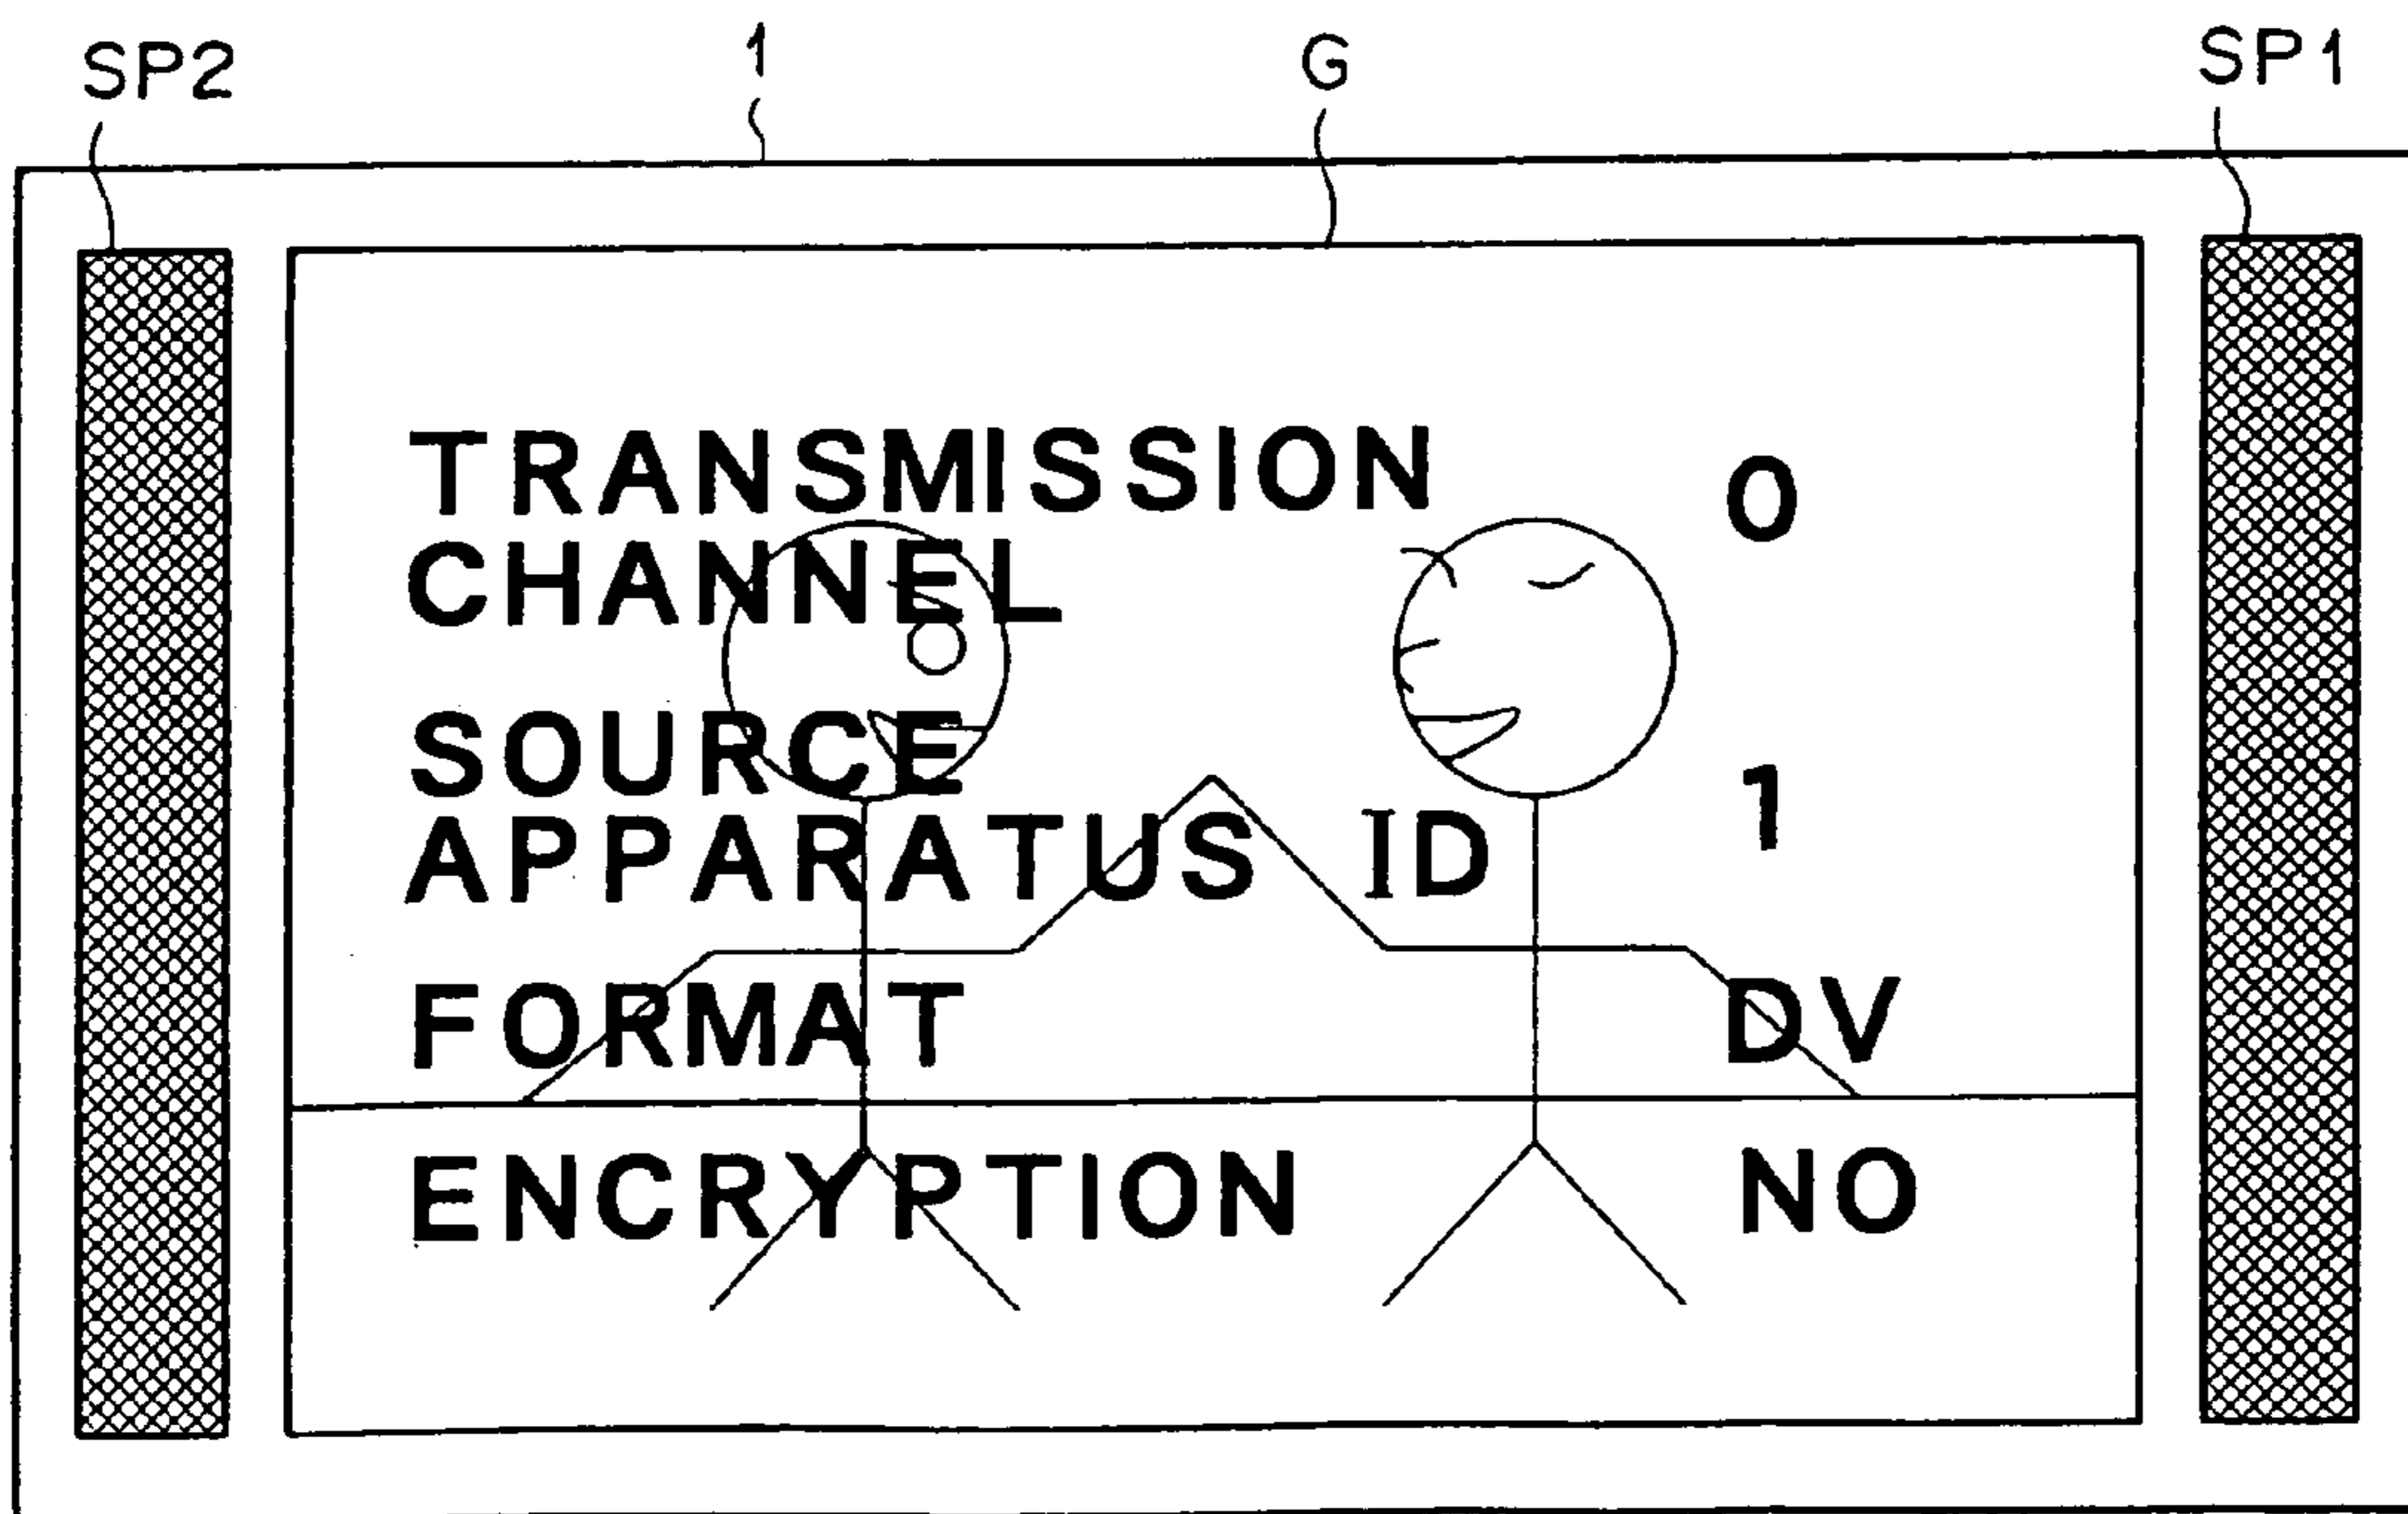 SP2 1 G SP1
TRANSMISSION 0
CHANNEL
SOURCE 1
APPARATUS ID
FORMAT DV
ENCRYPTION NO